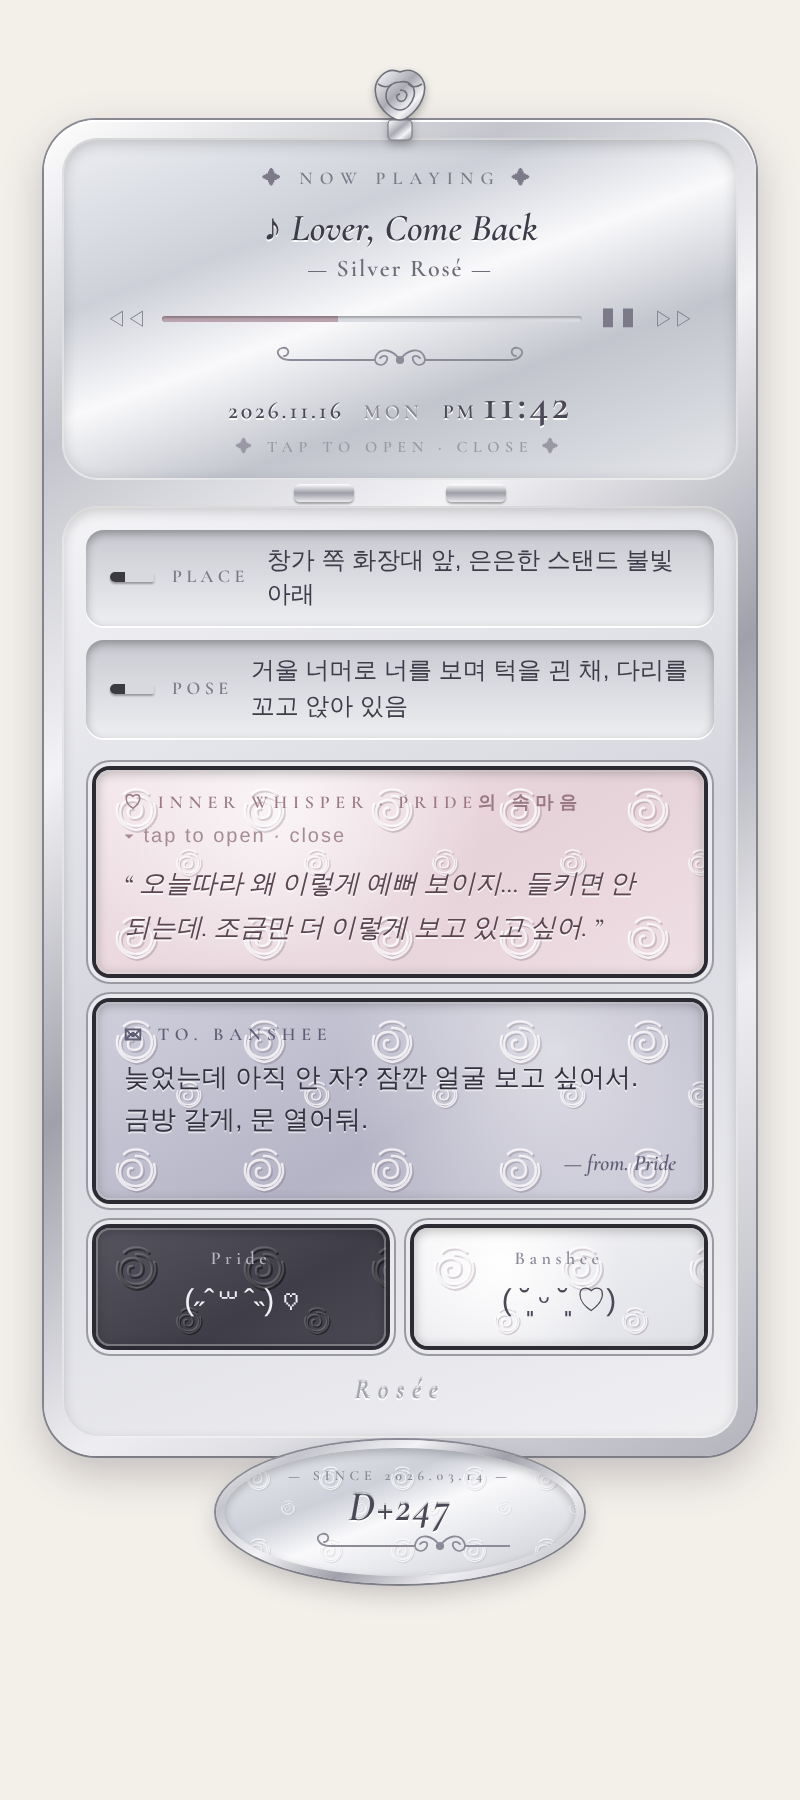 NOW PLAYING
♪ Lover, Come Back
— Silver Rosé —
2026.11.16 MON PM 11:42
TAP TO OPEN · CLOSE
PLACE 창가 쪽 화장대 앞, 은은한 스탠드 불빛
아래
POSE 거울 너머로 너를 보며 턱을 괸 채, 다리를
꼬고 앉아 있음
♡ INNER WHISPER · PRIDE의 속마음
tap to open · close
“ 오늘따라 왜 이렇게 예뻐 보이지... 들키면 안
되는데. 조금만 더 이렇게 보고 있고 싶어. ”
✉ TO. BANSHEE
늦었는데 아직 안 자? 잠깐 얼굴 보고 싶어서.
금방 갈게, 문 열어둬.
— from. Pride
Pride
(˶ˆ꒳ˆ˵) ♡
Banshee
( ˘͈ ᵕ ˘͈ ♡)
Rosée
— SINCE 2026.03.14 —
D+247